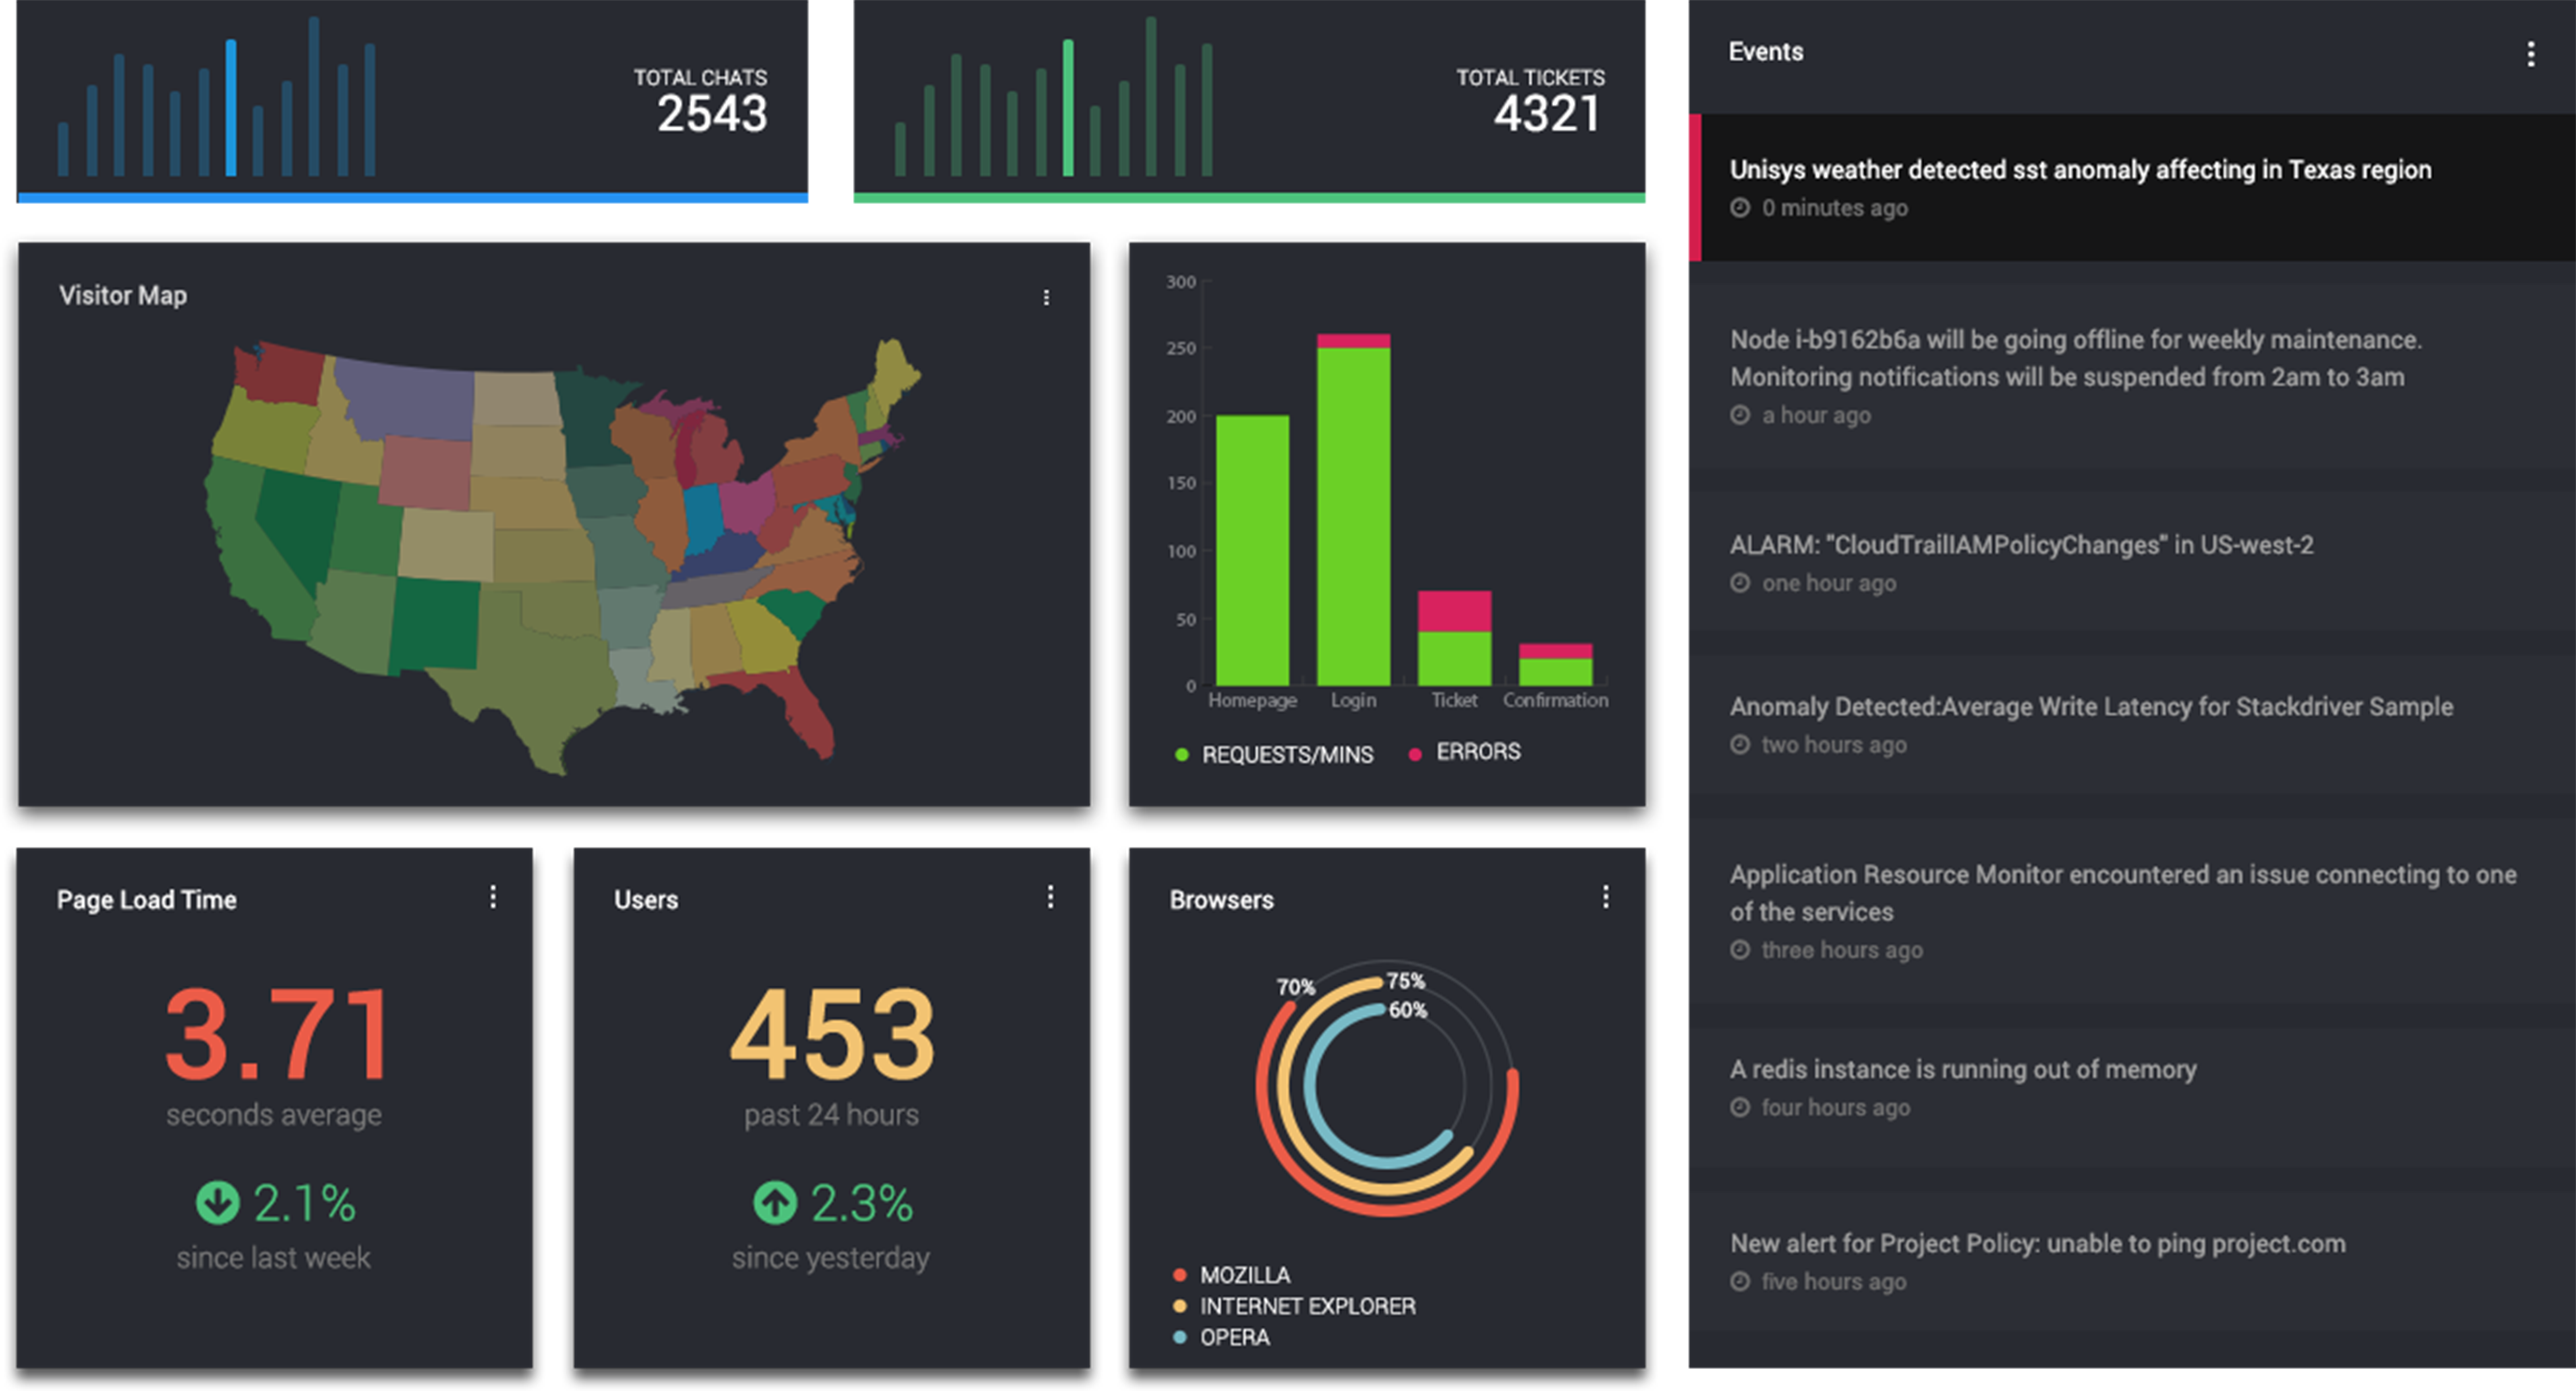 TOTAL CHATS
2543
TOTAL TICKETS
4321
Visitor Map
300
250
200
150
100
50
0
Homepage
Login
Ticket
Confirmation
REQUESTS/MINS
ERRORS
Page Load Time
3.71
seconds average
2.1%
since last week
Users
453
past 24 hours
2.3%
since yesterday
Browsers
70%
75%
60%
MOZILLA
INTERNET EXPLORER
OPERA
Events
Unisys weather detected sst anomaly affecting in Texas region
0 minutes ago
Node i-b9162b6a will be going offline for weekly maintenance.
Monitoring notifications will be suspended from 2am to 3am
a hour ago
ALARM: "CloudTrailIAMPolicyChanges" in US-west-2
one hour ago
Anomaly Detected:Average Write Latency for Stackdriver Sample
two hours ago
Application Resource Monitor encountered an issue connecting to one
of the services
three hours ago
A redis instance is running out of memory
four hours ago
New alert for Project Policy: unable to ping project.com
five hours ago